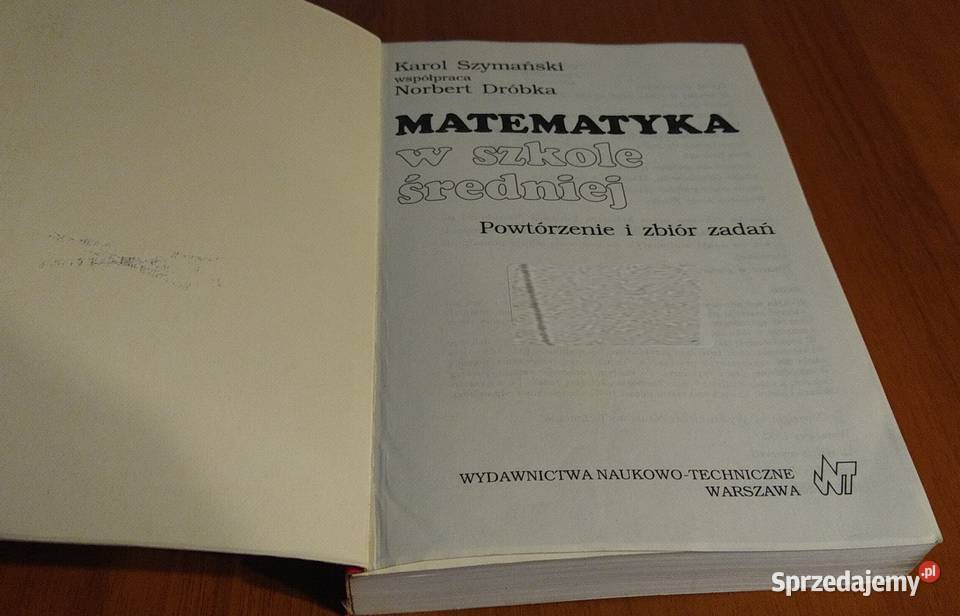 Karol Szymański
współpraca
Norbert Dróbka
MATEMATYKA
w szkole
średniej
Powtórzenie i zbiór zadań
WYDAWNICTWA NAUKOWO-TECHNICZNE
WARSZAWA
WNT
Sprzedajemy.pl